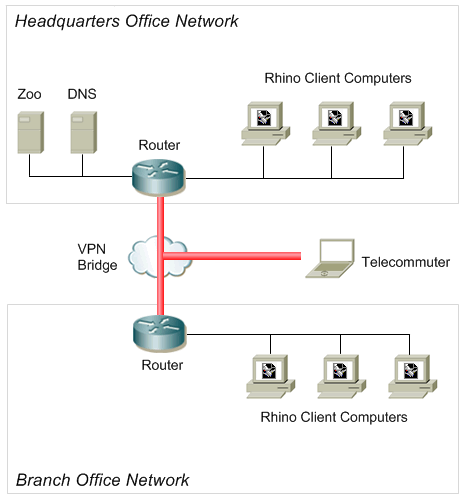 Headquarters Office Network
Rhino Client Computers
Zoo
DNS
Router
VPN
Bridge
Telecommuter
Router
Rhino Client Computers
Branch Office Network